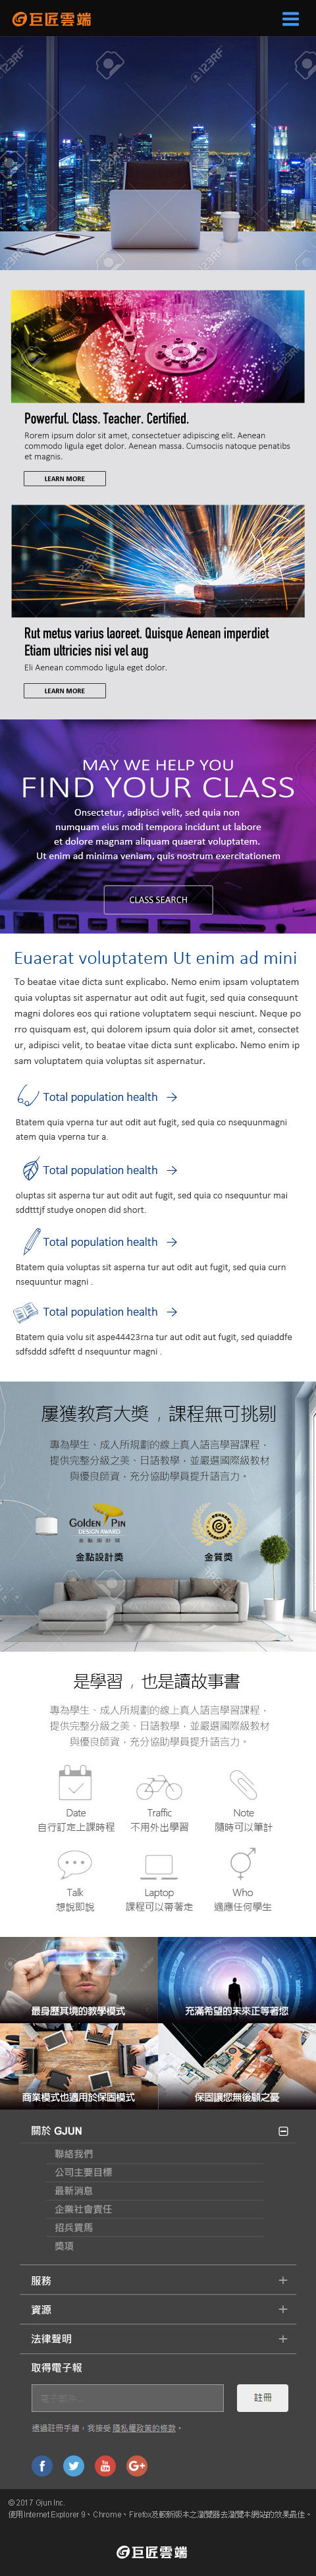 巨匠雲端
123RF
Powerful. Class. Teacher. Certified.
Rorem ipsum dolor sit amet, consectetuer adipiscing elit. Aenean
commodo ligula eget dolor. Aenean massa. Cumsociis natoque penatibs
et magnis.
LEARN MORE
Rut metus varius laoreet. Quisque Aenean imperdiet
Etiam ultricies nisi vel aug
Eli Aenean commodo ligula eget dolor.
LEARN MORE
MAY WE HELP YOU
FIND YOUR CLASS
Onsectetur, adipisci velit, sed quia non
numquam eius modi tempora incidunt ut labore
et dolore magnam aliquam quaerat voluptatem.
Ut enim ad minima veniam, quis nostrum exercitationem
CLASS SEARCH
Euaerat voluptatem Ut enim ad mini
To beatae vitae dicta sunt explicabo. Nemo enim ipsam voluptatem
quia voluptas sit aspernatur aut odit aut fugit, sed quia consequunt
magni dolores eos qui ratione voluptatem sequi nesciunt. Neque po
rro quisquam est, qui dolorem ipsum quia dolor sit amet, consectet
ur, adipisci velit, to beatae vitae dicta sunt explicabo. Nemo enim ip
sam voluptatem quia voluptas sit aspernatur.
Total population health →
Btatem quia vperna tur aut odit aut fugit, sed quia co nsequunmagni
atem quia vperna tur a.
Total population health →
oluptas sit asperna tur aut odit aut fugit, sed quia co nsequuntur mai
sddtttjf studye onopen did short.
Total population health →
Btatem quia voluptas sit asperna tur aut odit aut fugit, sed quia curn
nsequuntur magni .
Total population health →
Btatem quia volu sit aspe44423rna tur aut odit aut fugit, sed quiaddfe
sdfsddd sdfeftt d nsequuntur magni .
屢獲教育大獎，課程無可挑剔
專為學生、成人所規劃的線上真人語言學習課程，
提供完整分級之美、日語教學，並嚴選國際級教材
與優良師資，充分協助學員提升語言力。
Golden Pin
DESIGN AWARD
金點設計獎
金點設計獎
金質獎
是學習，也是讀故事書
專為學生、成人所規劃的線上真人語言學習課程，
提供完整分級之美、日語教學，並嚴選國際級教材
與優良師資，充分協助學員提升語言力。
Date
自行訂定上課時程
Traffic
不用外出學習
Note
隨時可以筆計
Talk
想說即說
Laptop
課程可以帶著走
Who
適應任何學生
最身歷其境的教學模式
充滿希望的未來正等著您
商業模式也適用於保固模式
保固讓您無後顧之憂
關於 GJUN
聯絡我們
公司主要目標
最新消息
企業社會責任
招兵買馬
獎項
服務
資源
法律聲明
取得電子報
電子郵件
註冊
透過註冊手續，我接受 隱私權政策的條款。
© 2017 Gjun Inc.
使用Internet Explorer 9、Chrome、Firefox及較新版本之瀏覽器去瀏覽本網站的效果最佳。
巨匠雲端